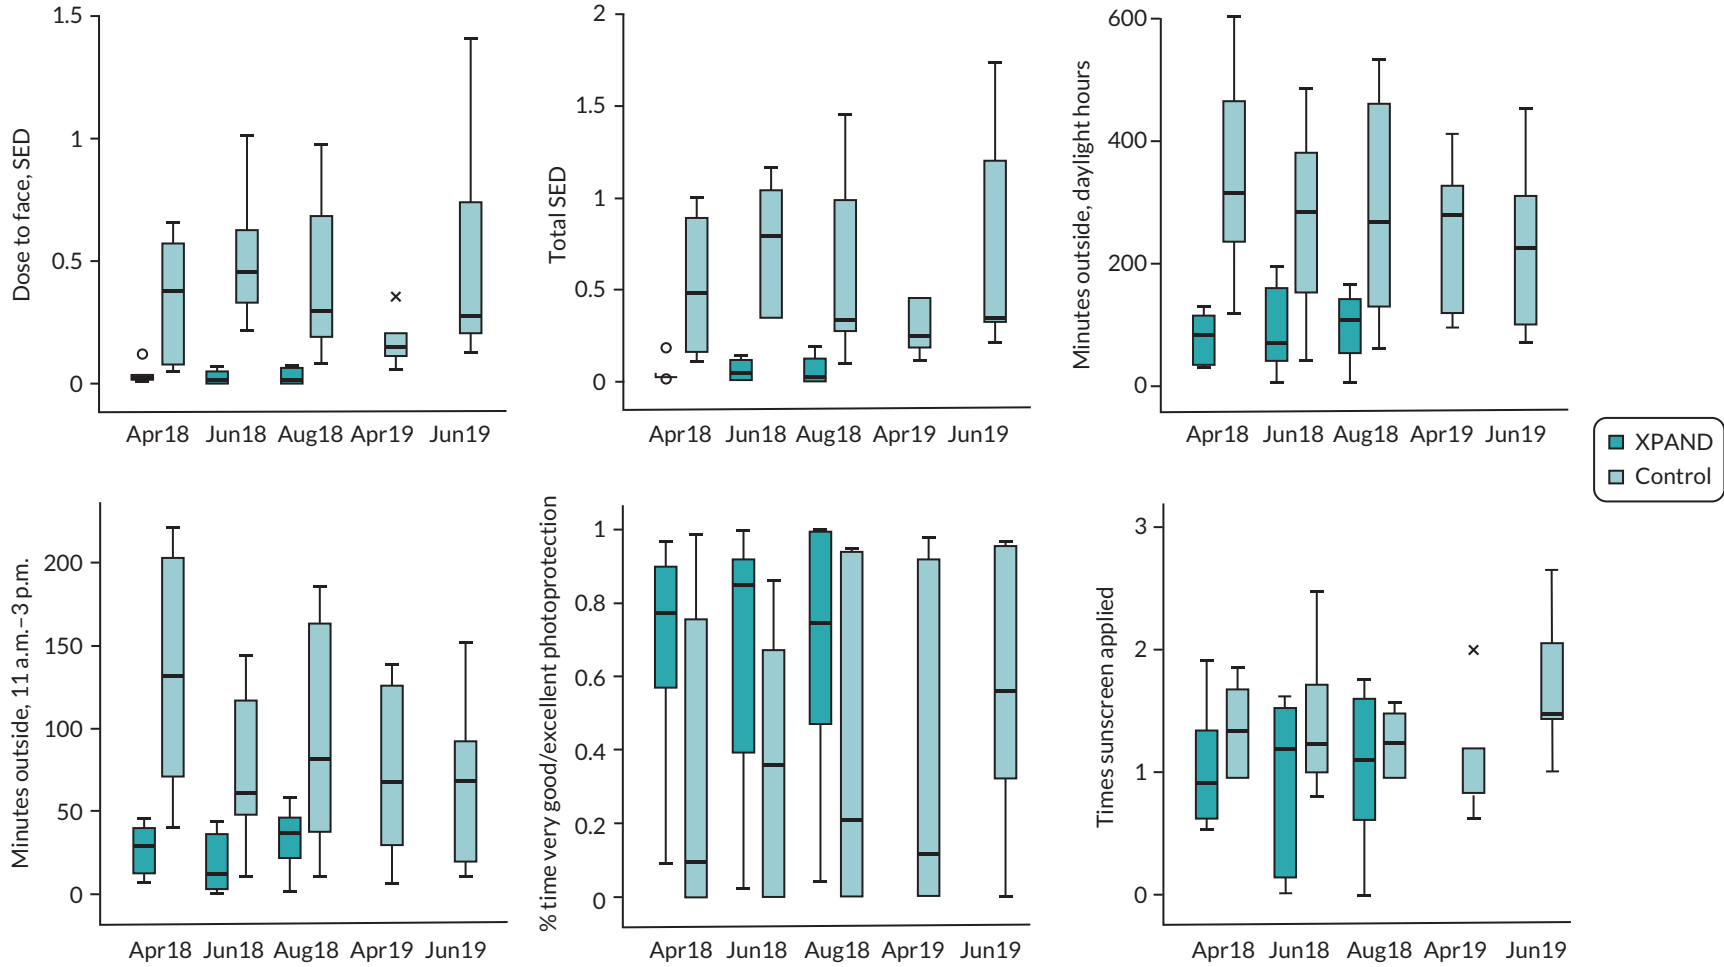 Dose to face, SED
1.5
1
0.5
0
Apr18 Jun18 Aug18 Apr19 Jun19
Total SED
2
1.5
1
0.5
0
Apr18 Jun18 Aug18 Apr19 Jun19
Minutes outside, daylight hours
600
400
200
0
Apr18 Jun18 Aug18 Apr19 Jun19
XPAND
Control
Minutes outside, 11 a.m.–3 p.m.
200
150
100
50
0
Apr18 Jun18 Aug18 Apr19 Jun19
% time very good/excellent photoprotection
1
0.8
0.6
0.4
0.2
0
Apr18 Jun18 Aug18 Apr19 Jun19
Times sunscreen applied
3
2
1
0
Apr18 Jun18 Aug18 Apr19 Jun19